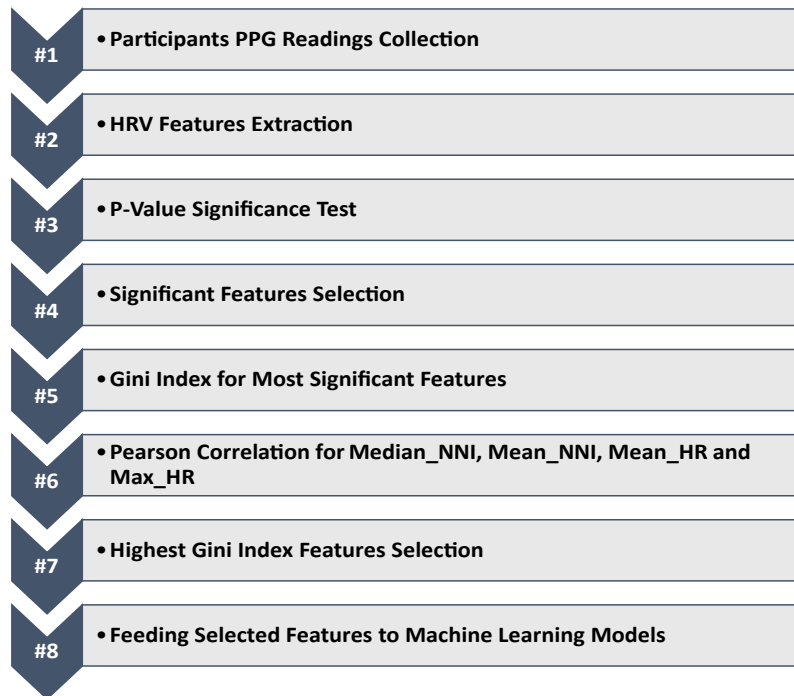 #1
• Participants PPG Readings Collection
#2
• HRV Features Extraction
#3
• P-Value Significance Test
#4
• Significant Features Selection
#5
• Gini Index for Most Significant Features
#6
• Pearson Correlation for Median_NNI, Mean_NNI, Mean_HR and
Max_HR
#7
• Highest Gini Index Features Selection
#8
• Feeding Selected Features to Machine Learning Models